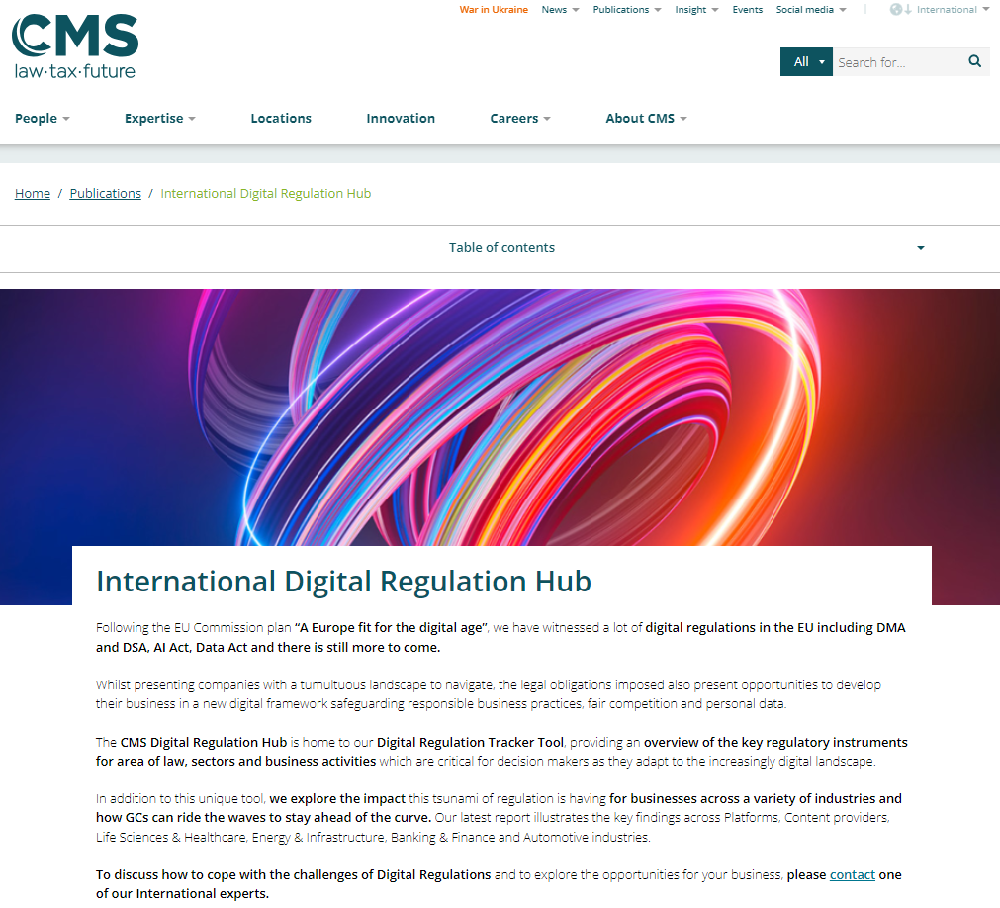 War in Ukraine News Publications Insight Events Social media International
CMS
law·tax·future
All Search for...
People Expertise Locations Innovation Careers About CMS
Home / Publications / International Digital Regulation Hub
Table of contents
International Digital Regulation Hub
Following the EU Commission plan “A Europe fit for the digital age”, we have witnessed a lot of digital regulations in the EU including DMA
and DSA, AI Act, Data Act and there is still more to come.
Whilst presenting companies with a tumultuous landscape to navigate, the legal obligations imposed also present opportunities to develop
their business in a new digital framework safeguarding responsible business practices, fair competition and personal data.
The CMS Digital Regulation Hub is home to our Digital Regulation Tracker Tool, providing an overview of the key regulatory instruments
for area of law, sectors and business activities which are critical for decision makers as they adapt to the increasingly digital landscape.
In addition to this unique tool, we explore the impact this tsunami of regulation is having for businesses across a variety of industries and
how GCs can ride the waves to stay ahead of the curve. Our latest report illustrates the key findings across Platforms, Content providers,
Life Sciences & Healthcare, Energy & Infrastructure, Banking & Finance and Automotive industries.
To discuss how to cope with the challenges of Digital Regulations and to explore the opportunities for your business, please contact one
of our International experts.